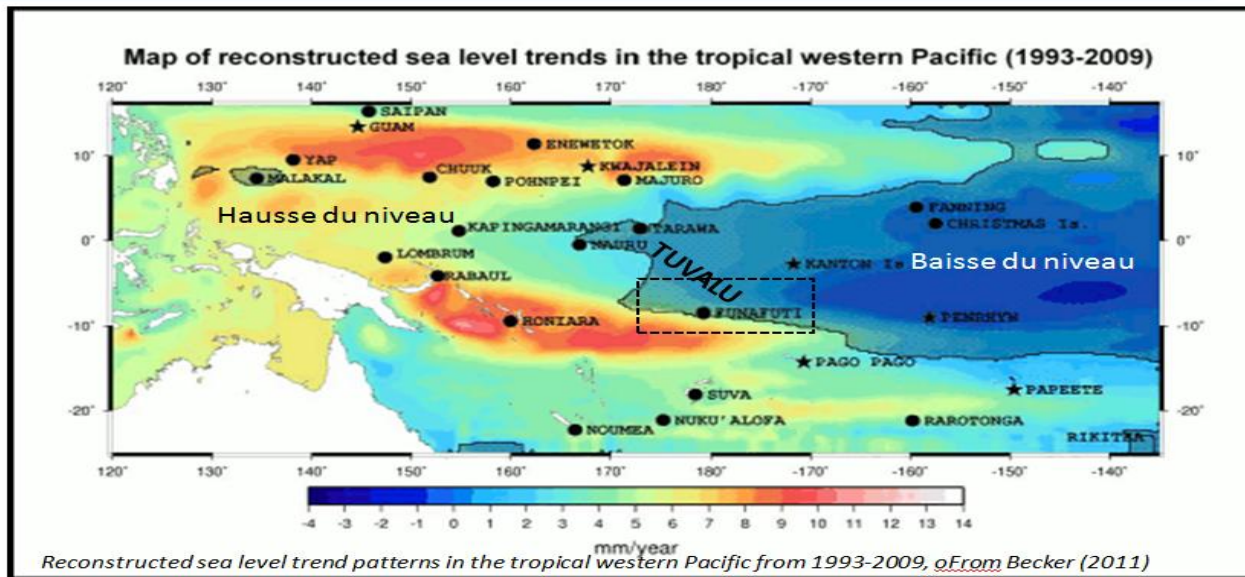 Map of reconstructed sea level trends in the tropical western Pacific (1993-2009)
120 130 140 150 160 170 180 -170 -160 -150 -140
SAIPAN
GUAM
ENEWETOK
10° YAP CHUUK KWAJALEIN 10°
MALAKAL POHNPEI MAJURO
Hausse du niveau
FANNING
KAPINGAMARANGI TARAWA CHRISTMAS Is.
0° NAURU 0°
TUVALU
LOMBRUM KANTON Is Baisse du niveau
RABAUL
-10° HONIARA FUNAFUTI PENRHYN -10°
PAGO PAGO
SUVA PAPEETE
-20° NUKU'ALOFA RAROTONGA -20°
NOUMEA RIKITEA
120 130 140 150 160 170 180 -170 -160 -150 -140
-4 -3 -2 -1 0 1 2 3 4 5 6 7 8 9 10 11 12 13 14
mm/year
Reconstructed sea level trend patterns in the tropical western Pacific from 1993-2009, oFrom Becker (2011)